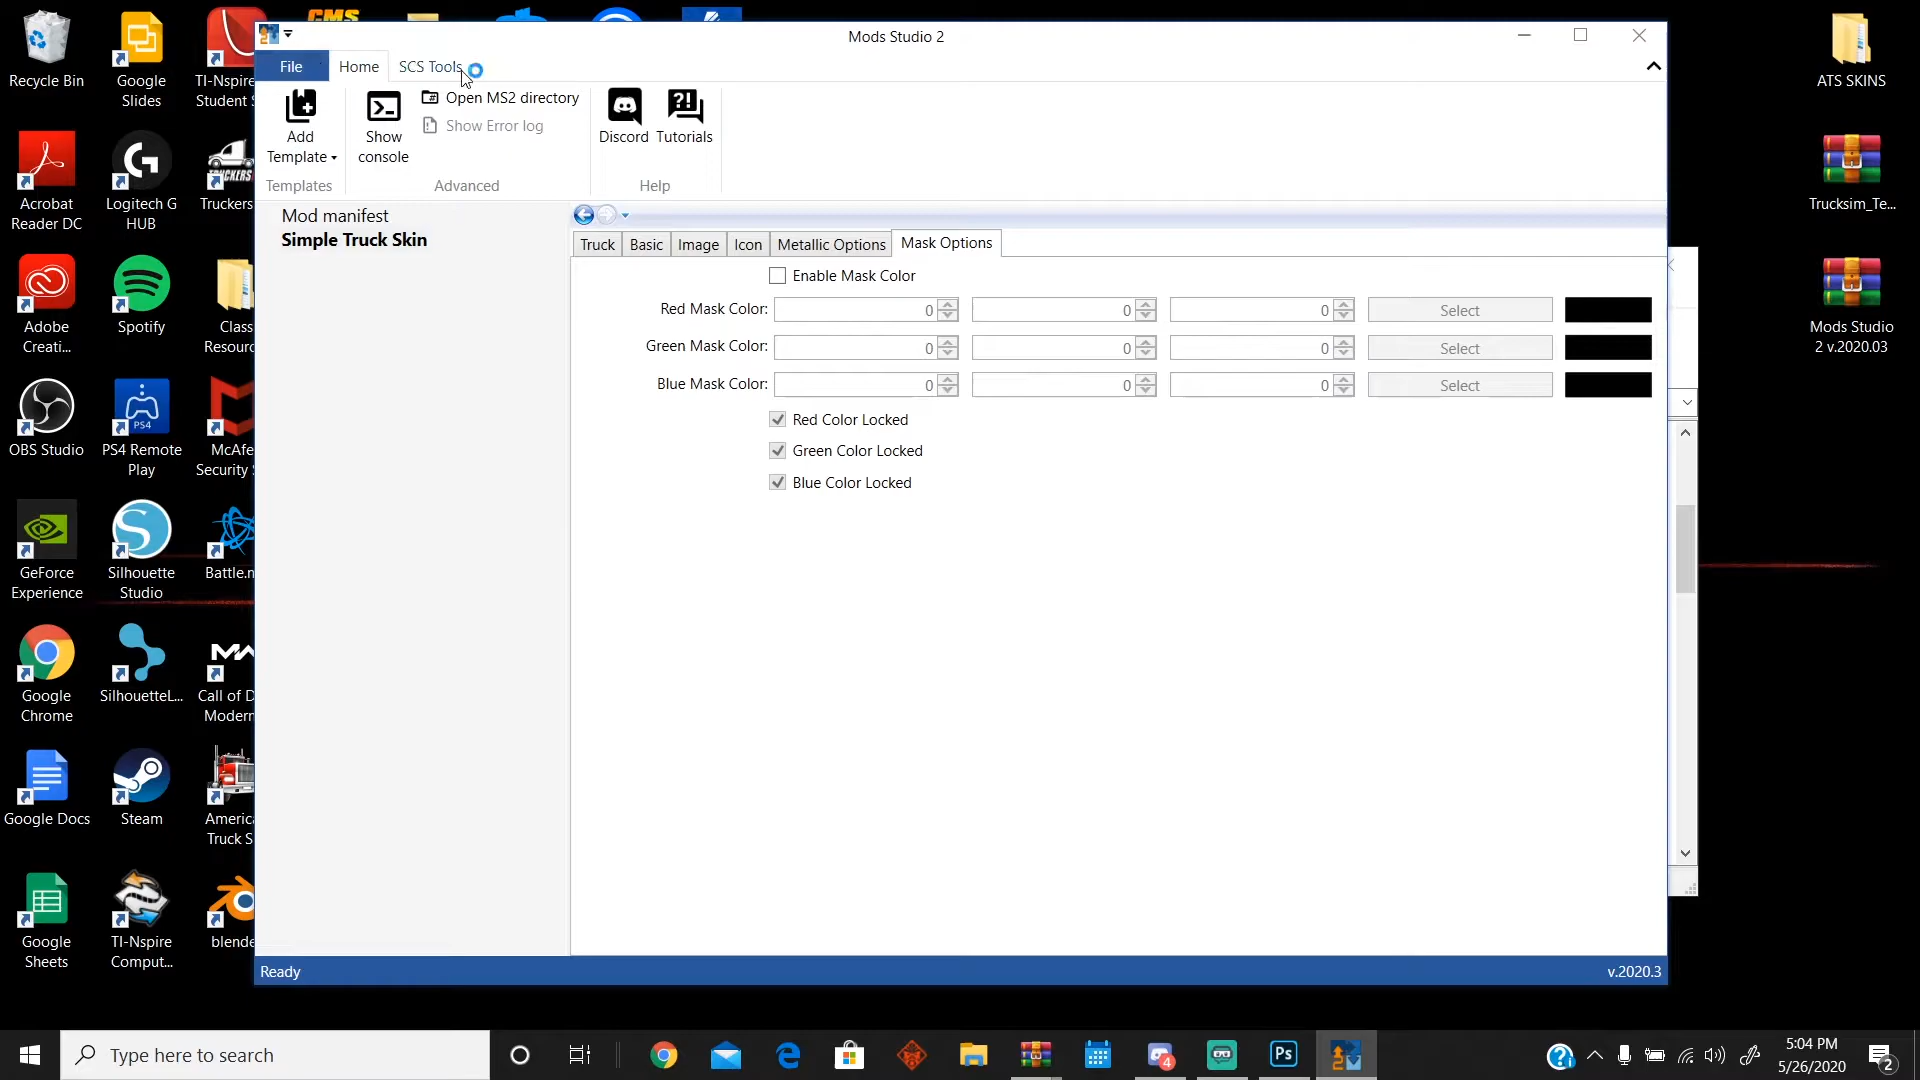 Mods Studio 2
File
Home
SCS Tools
Add
Template
Templates
Show
console
Open MS2 directory
Show Error log
Advanced
Discord
Tutorials
Help
Mod manifest
Simple Truck Skin
Truck
Basic
Image
Icon
Metallic Options
Mask Options
Enable Mask Color
Red Mask Color:
0
0
0
Select
Green Mask Color:
0
0
0
Select
Blue Mask Color:
0
0
0
Select
Red Color Locked
Green Color Locked
Blue Color Locked
Ready
v.2020.3
Recycle Bin
Google
Slides
TI-Nspire
Student S
Acrobat
Reader DC
Logitech G
HUB
Truckers
TRUCKERS
Adobe
Creati...
Spotify
Class
Resourc
OBS Studio
PS4
PS4 Remote
Play
McAfe
Security S
GeForce
Experience
Silhouette
Studio
Battle.n
Google
Chrome
SilhouetteL...
Call of D
Modern
Google Docs
Steam
America
Truck S
Google
Sheets
TI-Nspire
Comput...
blende
CMS
ATS SKINS
Trucksim_Te...
Mods Studio
2 v.2020.03
Type here to search
4
Ps
5:04 PM
5/26/2020
2